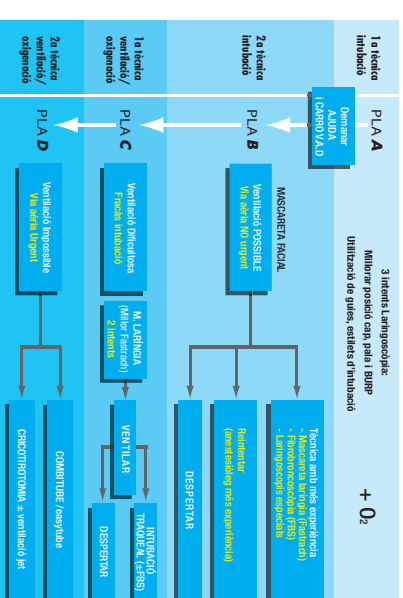 1a tècnica
intubació
PLA A
3 intents Laringoscòpia:
Millorar posició cap, pala i BURP
Utilització de guies, estilets d'intubació
+ O2
Demanar
AJUDA
i CARRO V.A.D
2a tècnica
intubació
PLA B
MASCARETA FACIAL
Ventilació POSSIBLE
Via aèria NO urgent
Tècnica amb més experiència
- Mascareta laríngia (Fastrach)
- Fibrobroncoscòpia (FBS)
- Laringoscopis especials
Reintentar
(anestesiòleg més experiència)
DESPERTAR
1a tècnica
ventilació/
oxigenació
PLA C
Ventilació Dificultosa
Fracàs intubació
M. LARÍNGIA
(Millor Fastrach)
2 intents
VENTILAR
INTUBACIÓ
TRAQUEAL (±FBS)
DESPERTAR
2a tècnica
ventilació/
oxigenació
PLA D
Ventilació Impossible
Via aèria Urgent
COMBITUBE /easytube
CRICOTIROTOMIA ± ventilació jet